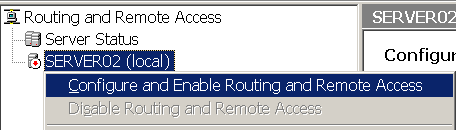 Routing and Remote Access
SERVER02
Server Status
SERVER02 (local)
Configu
Configure and Enable Routing and Remote Access
Disable Routing and Remote Access